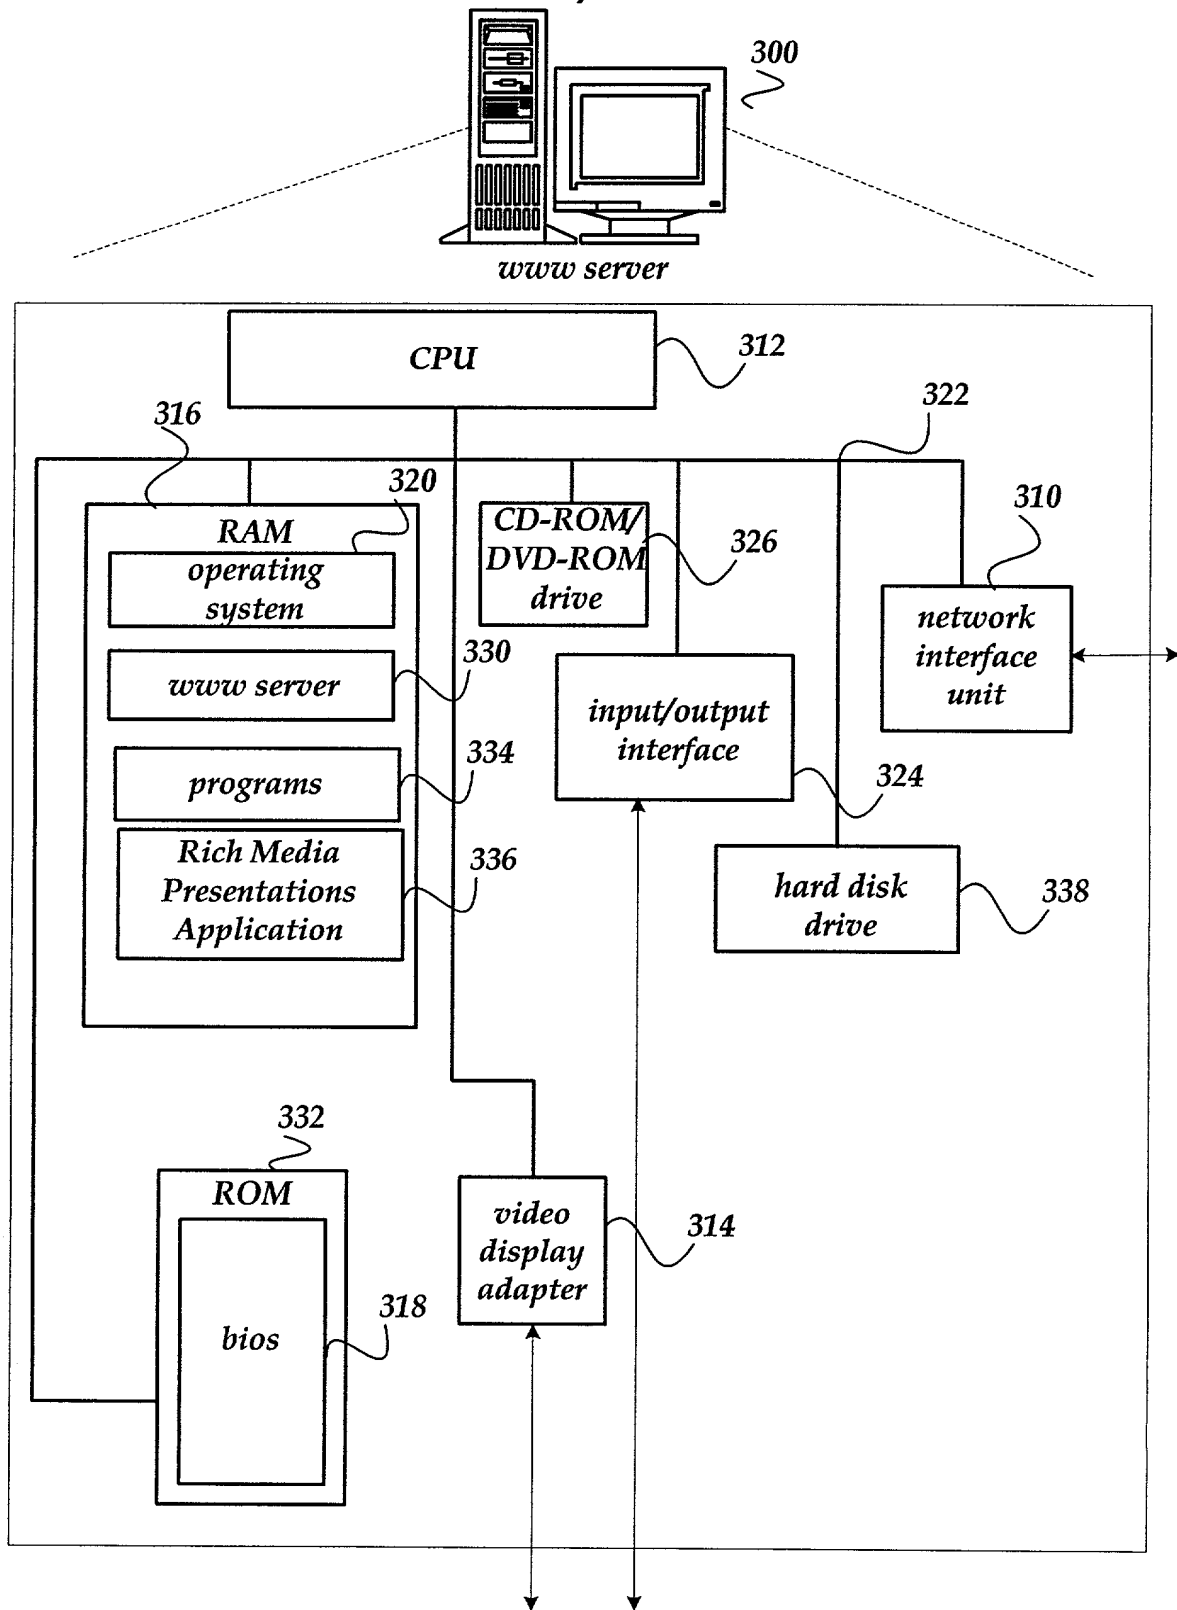 300
www server
CPU
312
316
322
320
310
RAM
operating
system
CD-ROM/
DVD-ROM
drive
326
network
interface
unit
330
www server
input/output
interface
324
programs
334
Rich Media
Presentations
Application
336
hard disk
drive
338
332
ROM
video
display
adapter
314
bios
318